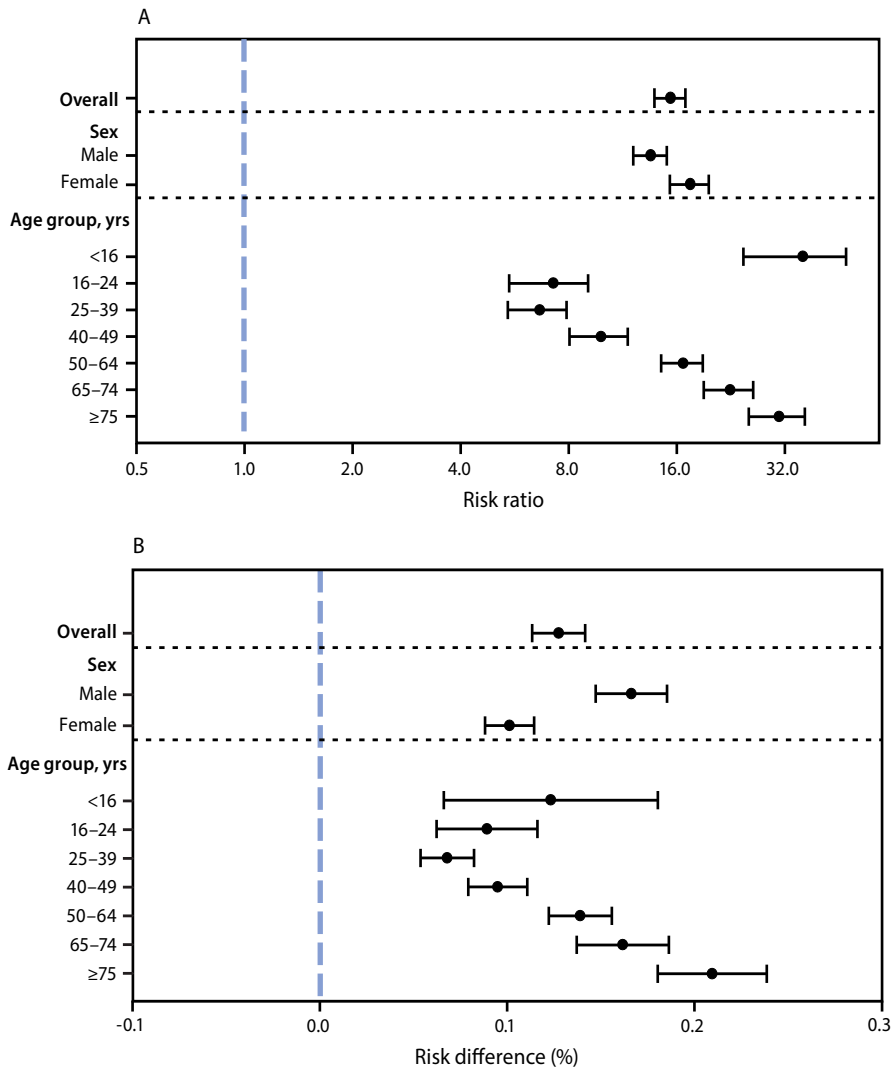 A
Overall
Sex
Male
Female
Age group, yrs
<16
16–24
25–39
40–49
50–64
65–74
≥75
0.5 1.0 2.0 4.0 8.0 16.0 32.0
Risk ratio
B
Overall
Sex
Male
Female
Age group, yrs
<16
16–24
25–39
40–49
50–64
65–74
≥75
-0.1 0.0 0.1 0.2 0.3
Risk difference (%)